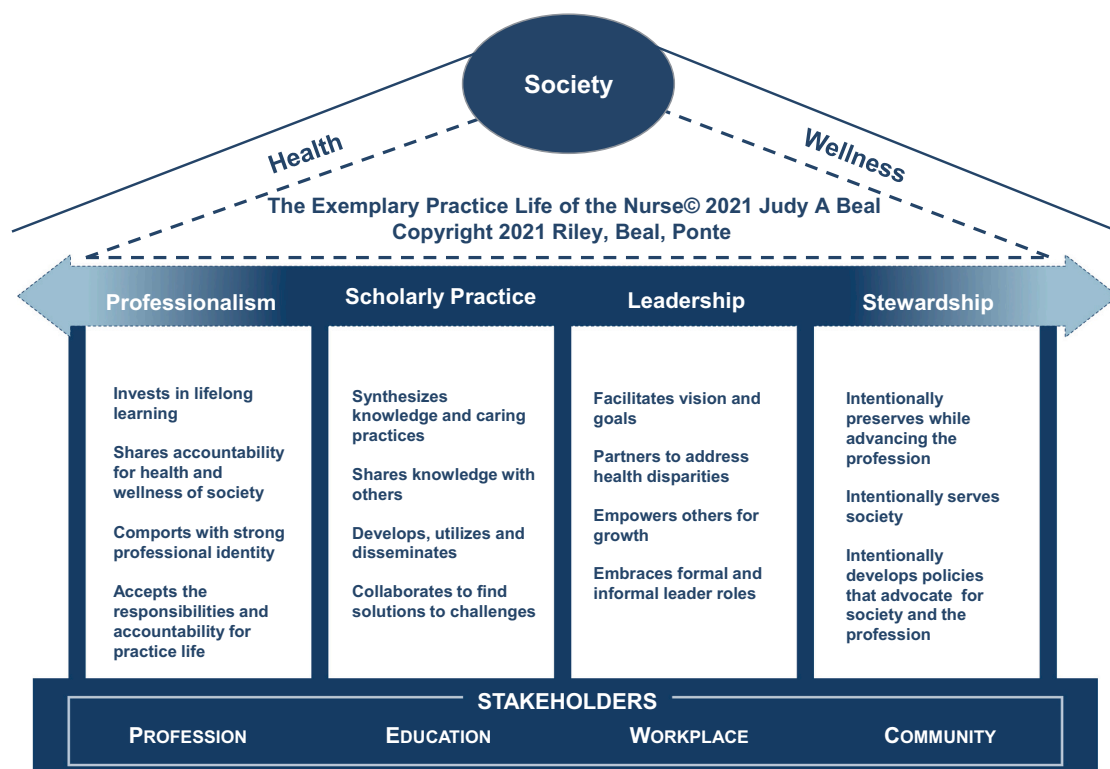 Society
Health
Wellness
The Exemplary Practice Life of the Nurse© 2021 Judy A Beal
Copyright 2021 Riley, Beal, Ponte
Professionalism
Scholarly Practice
Leadership
Stewardship
Invests in lifelong
learning
Shares accountability
for health and
wellness of society
Comports with strong
professional identity
Accepts the
responsibilities and
accountability for
practice life
Synthesizes
knowledge and caring
practices
Shares knowledge with
others
Develops, utilizes and
disseminates
Collaborates to find
solutions to challenges
Facilitates vision and
goals
Partners to address
health disparities
Empowers others for
growth
Embraces formal and
informal leader roles
Intentionally
preserves while
advancing the
profession
Intentionally serves
society
Intentionally
develops policies
that advocate for
society and the
profession
STAKEHOLDERS
PROFESSION
EDUCATION
WORKPLACE
COMMUNITY